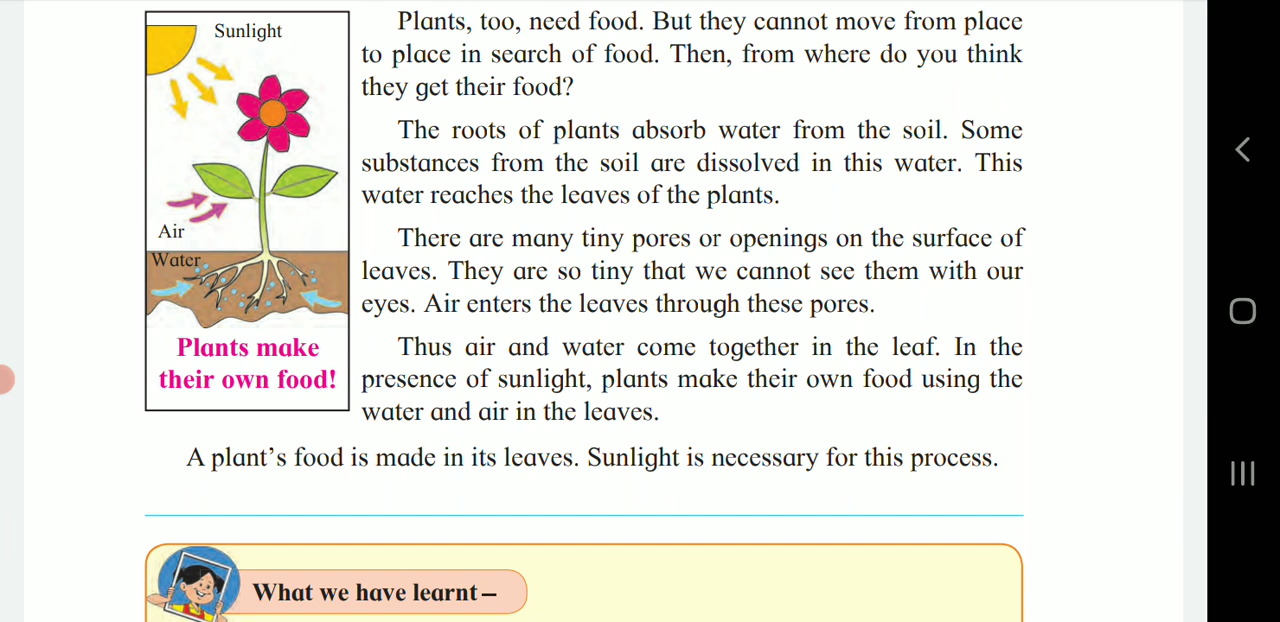 Sunlight
Air
Water
Plants make
their own food!
Plants, too, need food. But they cannot move from place
to place in search of food. Then, from where do you think
they get their food?
The roots of plants absorb water from the soil. Some
substances from the soil are dissolved in this water. This
water reaches the leaves of the plants.
There are many tiny pores or openings on the surface of
leaves. They are so tiny that we cannot see them with our
eyes. Air enters the leaves through these pores.
Thus air and water come together in the leaf. In the
presence of sunlight, plants make their own food using the
water and air in the leaves.
A plant’s food is made in its leaves. Sunlight is necessary for this process.
What we have learnt –